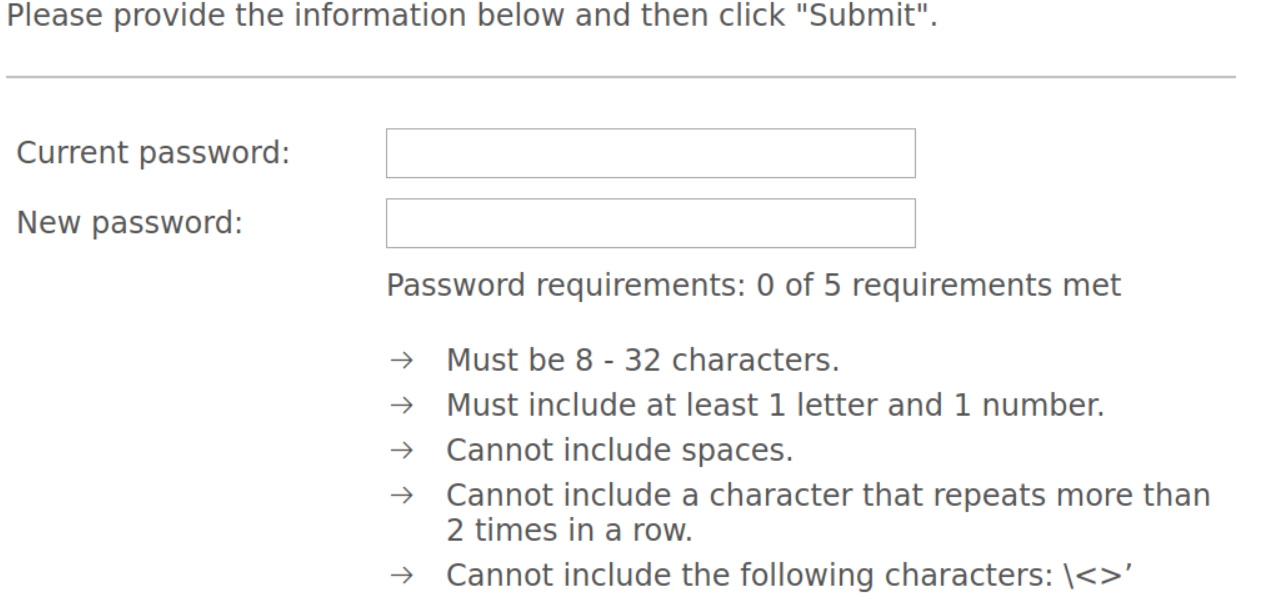 Please provide the information below and then click "Submit".
Current password:
New password:
Password requirements: 0 of 5 requirements met
→ Must be 8 - 32 characters.
→ Must include at least 1 letter and 1 number.
→ Cannot include spaces.
→ Cannot include a character that repeats more than
2 times in a row.
→ Cannot include the following characters: \<>’